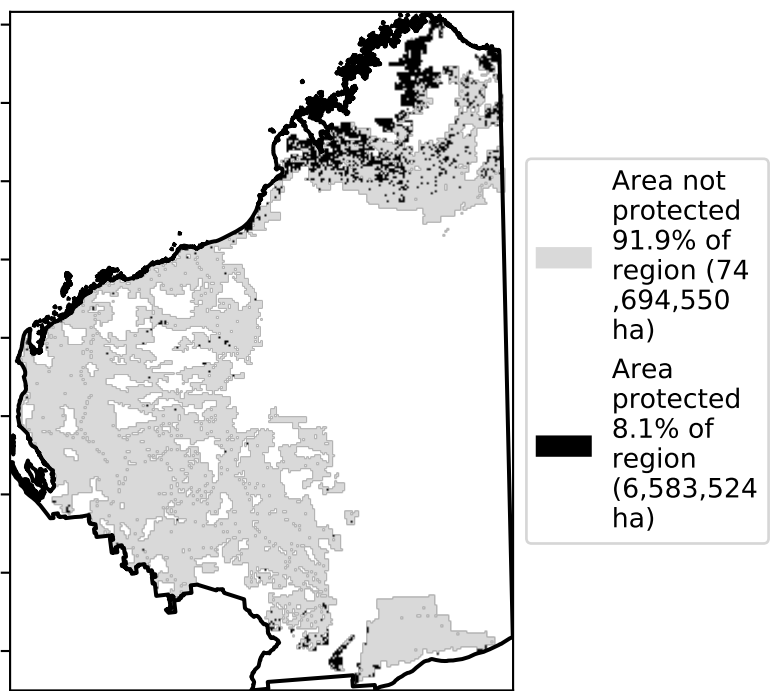 Area not
protected
91.9% of
region (74
,694,550
ha)
Area
protected
8.1% of
region
(6,583,524
ha)